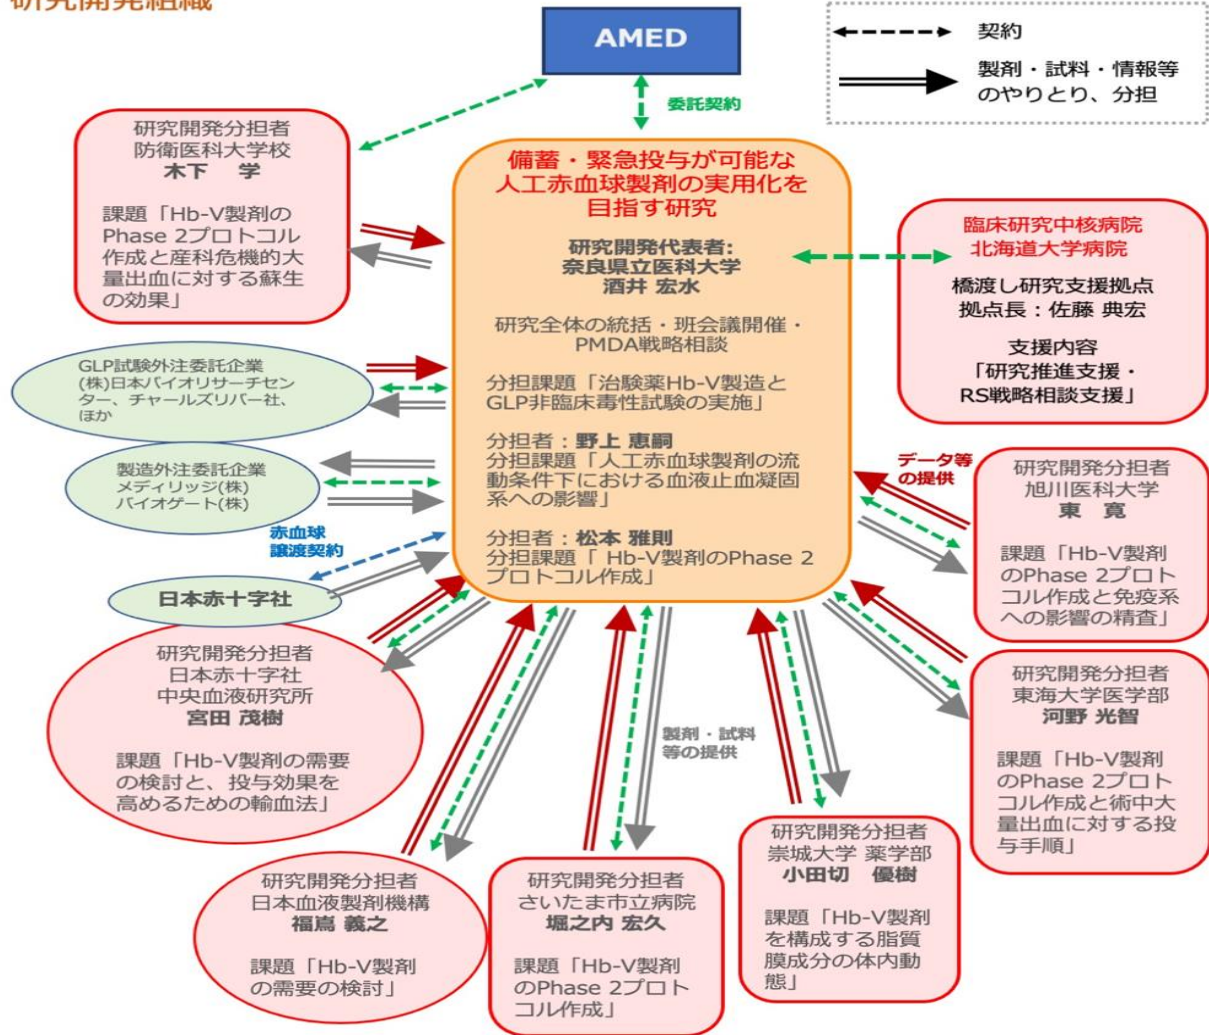 研究開発組織
AMED
契約
製剤・試料・情報等
のやりとり、分担
委託契約
研究開発分担者
防衛医科大学校
木下 学
課題「Hb-V製剤の
Phase 2プロトコル
作成と産科危機的大
量出血に対する蘇生
の効果」
備蓄・緊急投与が可能な
人工赤血球製剤の実用化を
目指す研究
研究開発代表者:
奈良県立医科大学
酒井 宏水
研究全体の統括・班会議開催・
PMDA戦略相談
分担課題「治験薬Hb-V製造と
GLP非臨床毒性試験の実施」
分担者：野上 恵嗣
分担課題「人工赤血球製剤の流
動条件下における血液止血凝固
系への影響」
分担者：松本 雅則
分担課題「 Hb-V製剤のPhase 2
プロトコル作成」
臨床研究中核病院
北海道大学病院
橋渡し研究支援拠点
拠点長：佐藤 典宏
支援内容
「研究推進支援・
RS戦略相談支援」
GLP試験外注委託企業
(株)日本バイオリサーチセン
ター、チャールズリバー社、
ほか
製造外注委託企業
メディリッジ(株)
バイオゲート(株)
赤血球
譲渡契約
日本赤十字社
データ等
の提供
研究開発分担者
旭川医科大学
東 寛
課題「Hb-V製剤
のPhase 2プロト
コル作成と免疫系
への影響の精査」
研究開発分担者
日本赤十字社
中央血液研究所
宮田 茂樹
課題「Hb-V製剤の需要
の検討と、投与効果を
高めるための輸血法」
製剤・試料
等の提供
研究開発分担者
東海大学医学部
河野 光智
課題「Hb-V製剤
のPhase 2プロト
コル作成と術中大
量出血に対する投
与手順」
研究開発分担者
日本血液製剤機構
福嶌 義之
課題「Hb-V製剤
の需要の検討」
研究開発分担者
さいたま市立病院
堀之内 宏久
課題「Hb-V製剤
のPhase 2プロト
コル作成」
研究開発分担者
崇城大学 薬学部
小田切 優樹
課題「Hb-V製剤
を構成する脂質
膜成分の体内動
態」